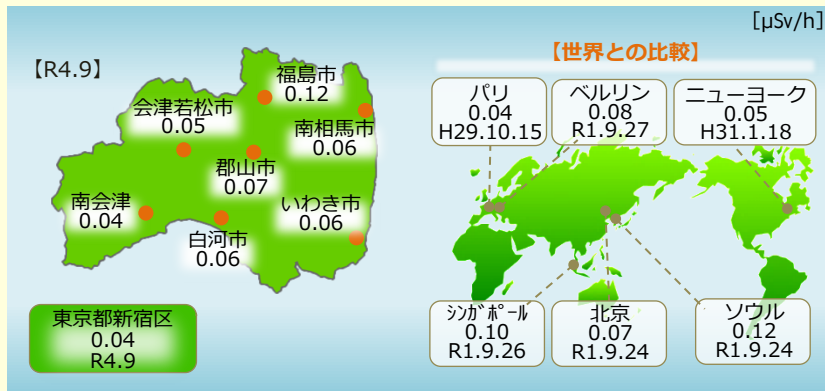 [μSv/h]
【R4.9】
福島市
0.12
会津若松市
0.05
南相馬市
0.06
郡山市
0.07
南会津
0.04
いわき市
0.06
白河市
0.06
東京都新宿区
0.04
R4.9
【世界との比較】
パリ
0.04
H29.10.15
ベルリン
0.08
R1.9.27
ニューヨーク
0.05
H31.1.18
ｼﾝｶﾞﾎﾟｰﾙ
0.10
R1.9.26
北京
0.07
R1.9.24
ソウル
0.12
R1.9.24